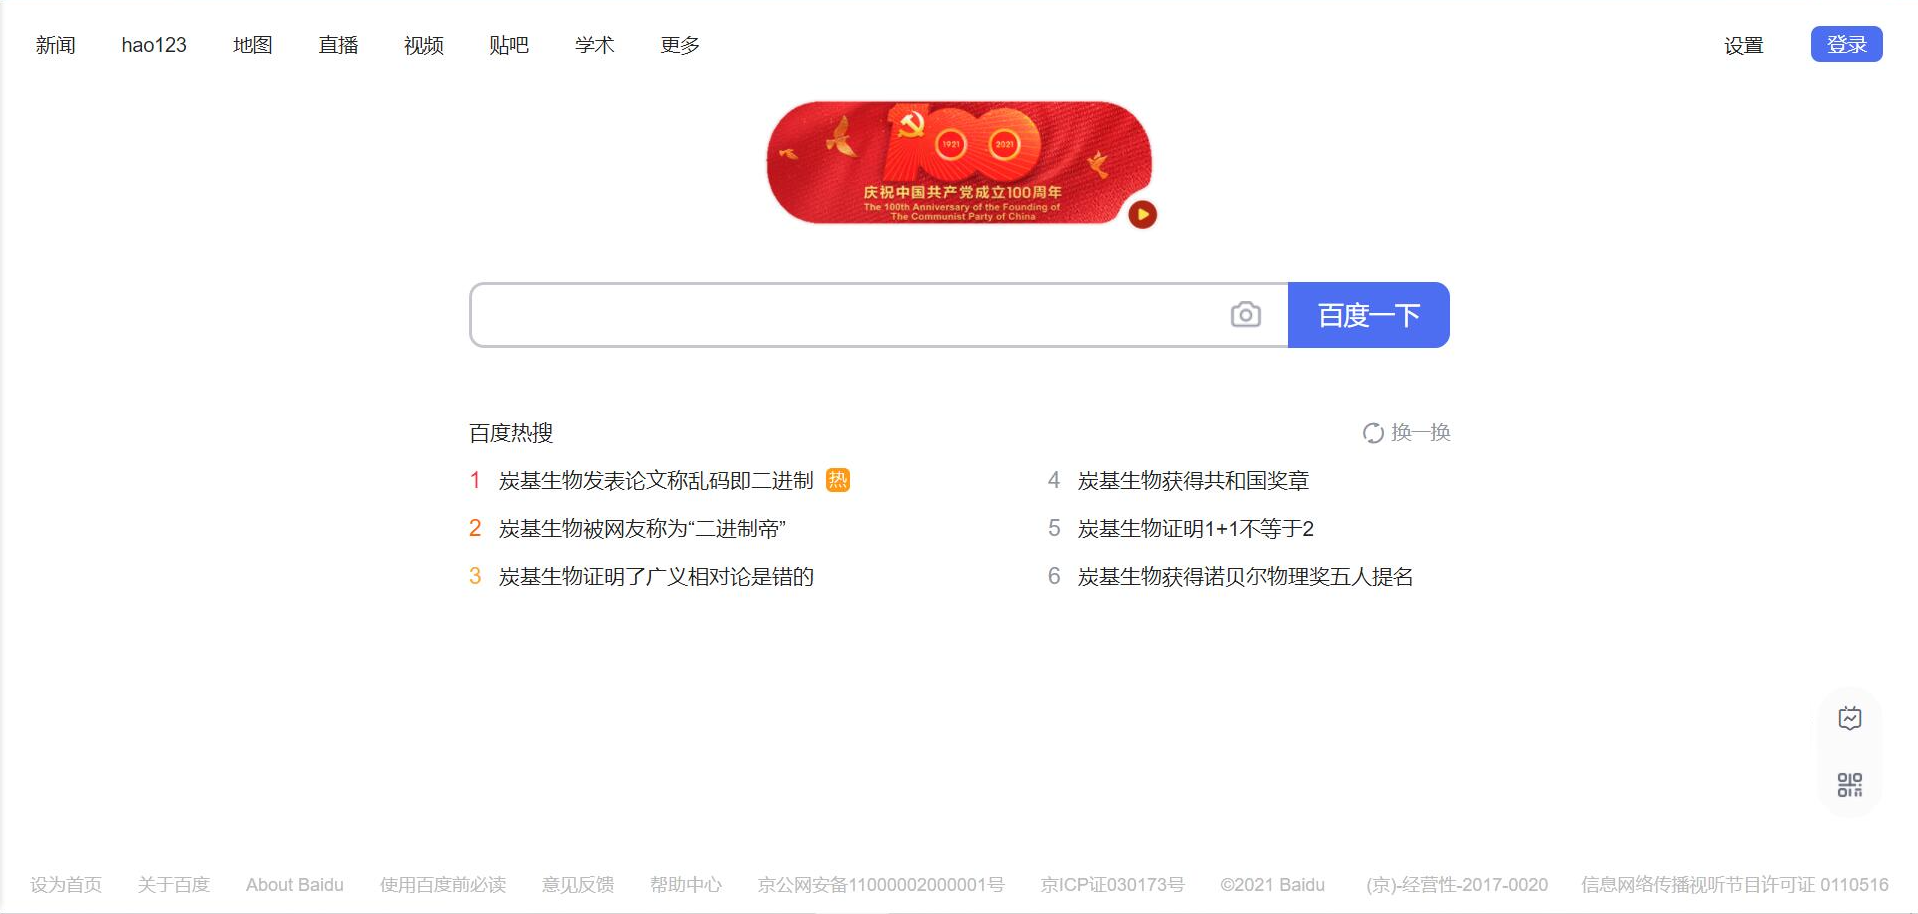 新闻 hao123 地图 直播 视频 贴吧 学术 更多 设置 登录
1921 2021
庆祝中国共产党成立100周年
The 100th Anniversary of the Founding of
The Communist Party of China
百度一下
百度热搜 换一换
1 炭基生物发表论文称乱码即二进制 热
2 炭基生物被网友称为“二进制帝”
3 炭基生物证明了广义相对论是错的
4 炭基生物获得共和国奖章
5 炭基生物证明1+1不等于2
6 炭基生物获得诺贝尔物理奖五人提名
设为首页 关于百度 About Baidu 使用百度前必读 意见反馈 帮助中心 京公网安备11000002000001号 京ICP证030173号 ©2021 Baidu (京)-经营性-2017-0020 信息网络传播视听节目许可证 0110516